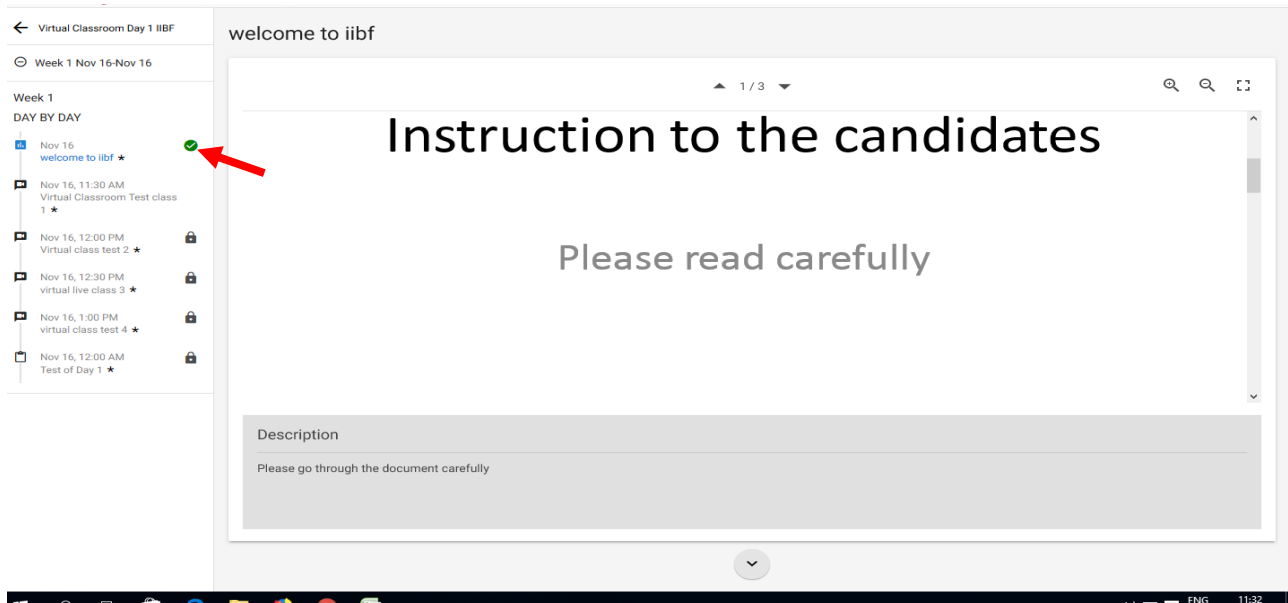 Virtual Classroom Day 1 IIBF
Week 1 Nov 16-Nov 16
Week 1
DAY BY DAY
Nov 16
welcome to iibf ★
Nov 16, 11:30 AM
Virtual Classroom Test class
1 ★
Nov 16, 12:00 PM
Virtual class test 2 ★
Nov 16, 12:30 PM
virtual live class 3 ★
Nov 16, 1:00 PM
virtual class test 4 ★
Nov 16, 12:00 AM
Test of Day 1 ★
welcome to iibf
1 / 3
Instruction to the candidates
Please read carefully
Description
Please go through the document carefully
ENG
11:32